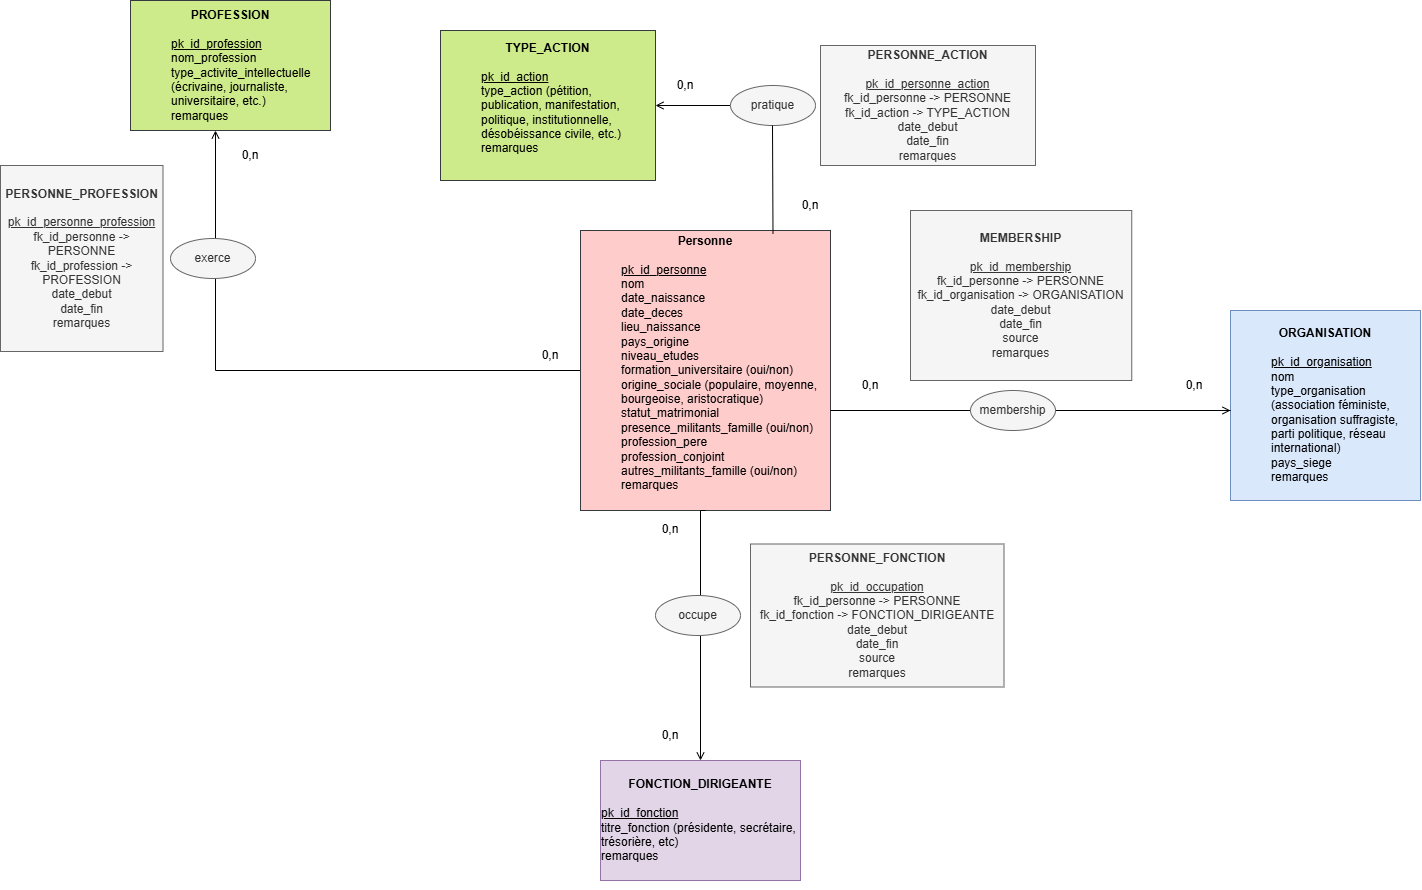 PROFESSION
pk_id_profession
nom_profession
type_activite_intellectuelle
(écrivaine, journaliste,
universitaire, etc.)
remarques
TYPE_ACTION
pk_id_action
type_action (pétition,
publication, manifestation,
politique, institutionnelle,
désobéissance civile, etc.)
remarques
0,n
pratique
PERSONNE_ACTION
pk_id_personne_action
fk_id_personne -> PERSONNE
fk_id_action -> TYPE_ACTION
date_debut
date_fin
remarques
0,n
0,n
PERSONNE_PROFESSION
pk_id_personne_profession
fk_id_personne ->
PERSONNE
fk_id_profession ->
PROFESSION
date_debut
date_fin
remarques
exerce
0,n
Personne
pk_id_personne
nom
date_naissance
date_deces
lieu_naissance
pays_origine
niveau_etudes
formation_universitaire (oui/non)
origine_sociale (populaire, moyenne,
bourgeoise, aristocratique)
statut_matrimonial
presence_militants_famille (oui/non)
profession_pere
profession_conjoint
autres_militants_famille (oui/non)
remarques
MEMBERSHIP
pk_id_membership
fk_id_personne -> PERSONNE
fk_id_organisation -> ORGANISATION
date_debut
date_fin
source
remarques
0,n
membership
0,n
ORGANISATION
pk_id_organisation
nom
type_organisation
(association féministe,
organisation suffragiste,
parti politique, réseau
international)
pays_siege
remarques
0,n
occupe
PERSONNE_FONCTION
pk_id_occupation
fk_id_personne -> PERSONNE
fk_id_fonction -> FONCTION_DIRIGEANTE
date_debut
date_fin
source
remarques
0,n
FONCTION_DIRIGEANTE
pk_id_fonction
titre_fonction (présidente, secrétaire,
trésorière, etc)
remarques